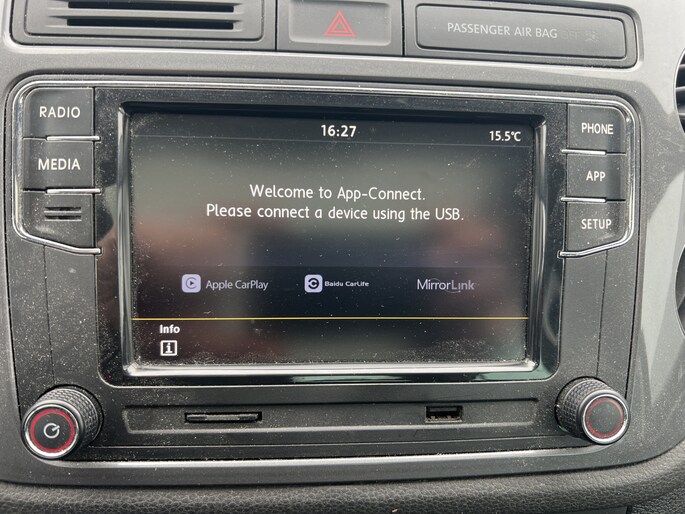 PASSENGER AIR BAG
RADIO
MEDIA
16:27
15.5°C
Welcome to App-Connect.
Please connect a device using the USB.
Apple CarPlay
Baidu CarLife
MirrorLink
Info
PHONE
APP
SETUP